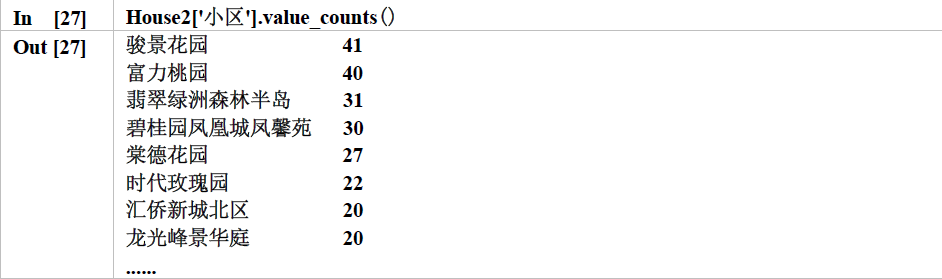 In [27] House2['小区'].value_counts()
Out [27] 骏景花园 41
富力桃园 40
翡翠绿洲森林半岛 31
碧桂园凤凰城凤馨苑 30
棠德花园 27
时代玫瑰园 22
汇侨新城北区 20
龙光峰景华庭 20
......